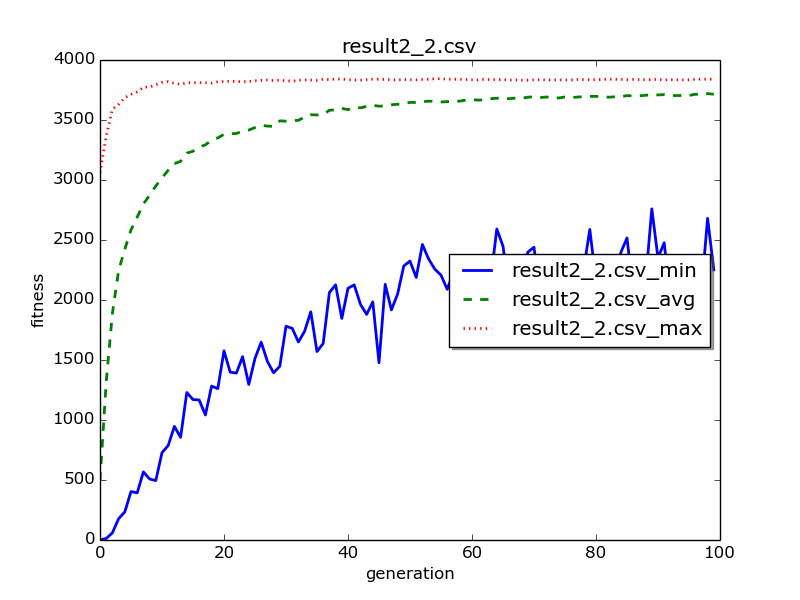 result2_2.csv
4000
3500
3000
2500
2000
1500
1000
500
0
fitness
result2_2.csv_min
result2_2.csv_avg
result2_2.csv_max
0 20 40 60 80 100
generation